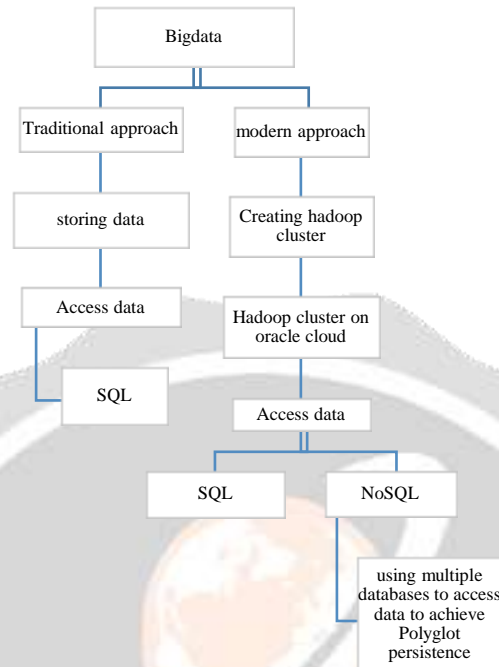 Bigdata
Traditional approach
modern approach
storing data
Creating hadoop
cluster
Access data
Hadoop cluster on
oracle cloud
SQL
Access data
SQL
NoSQL
using multiple
databases to access
data to achieve
Polyglot
persistence